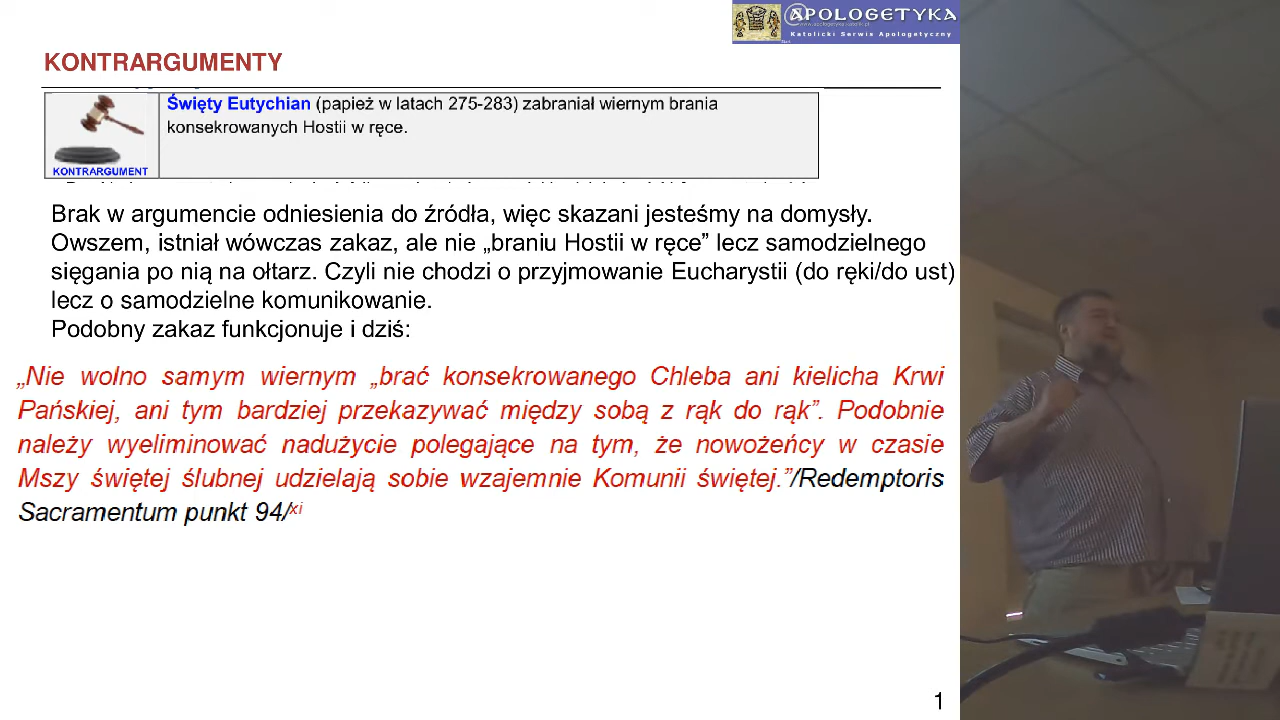 APOLOGETYKA
Katolicki Serwis Apologetyczny
KONTRARGUMENTY
Święty Eutychian (papież w latach 275-283) zabraniał wiernym brania
konsekrowanych Hostii w ręce.
KONTRARGUMENT
Brak w argumencie odniesienia do źródła, więc skazani jesteśmy na domysły.
Owszem, istniał wówczas zakaz, ale nie „braniu Hostii w ręce” lecz samodzielnego
sięgania po nią na ołtarz. Czyli nie chodzi o przyjmowanie Eucharystii (do ręki/do ust)
lecz o samodzielne komunikowanie.
Podobny zakaz funkcjonuje i dziś:
„Nie wolno samym wiernym „brać konsekrowanego Chleba ani kielicha Krwi
Pańskiej, ani tym bardziej przekazywać między sobą z rąk do rąk”. Podobnie
należy wyeliminować nadużycie polegające na tym, że nowożeńcy w czasie
Mszy świętej ślubnej udzielają sobie wzajemnie Komunii świętej.”/Redemptoris
Sacramentum punkt 94/xi
1